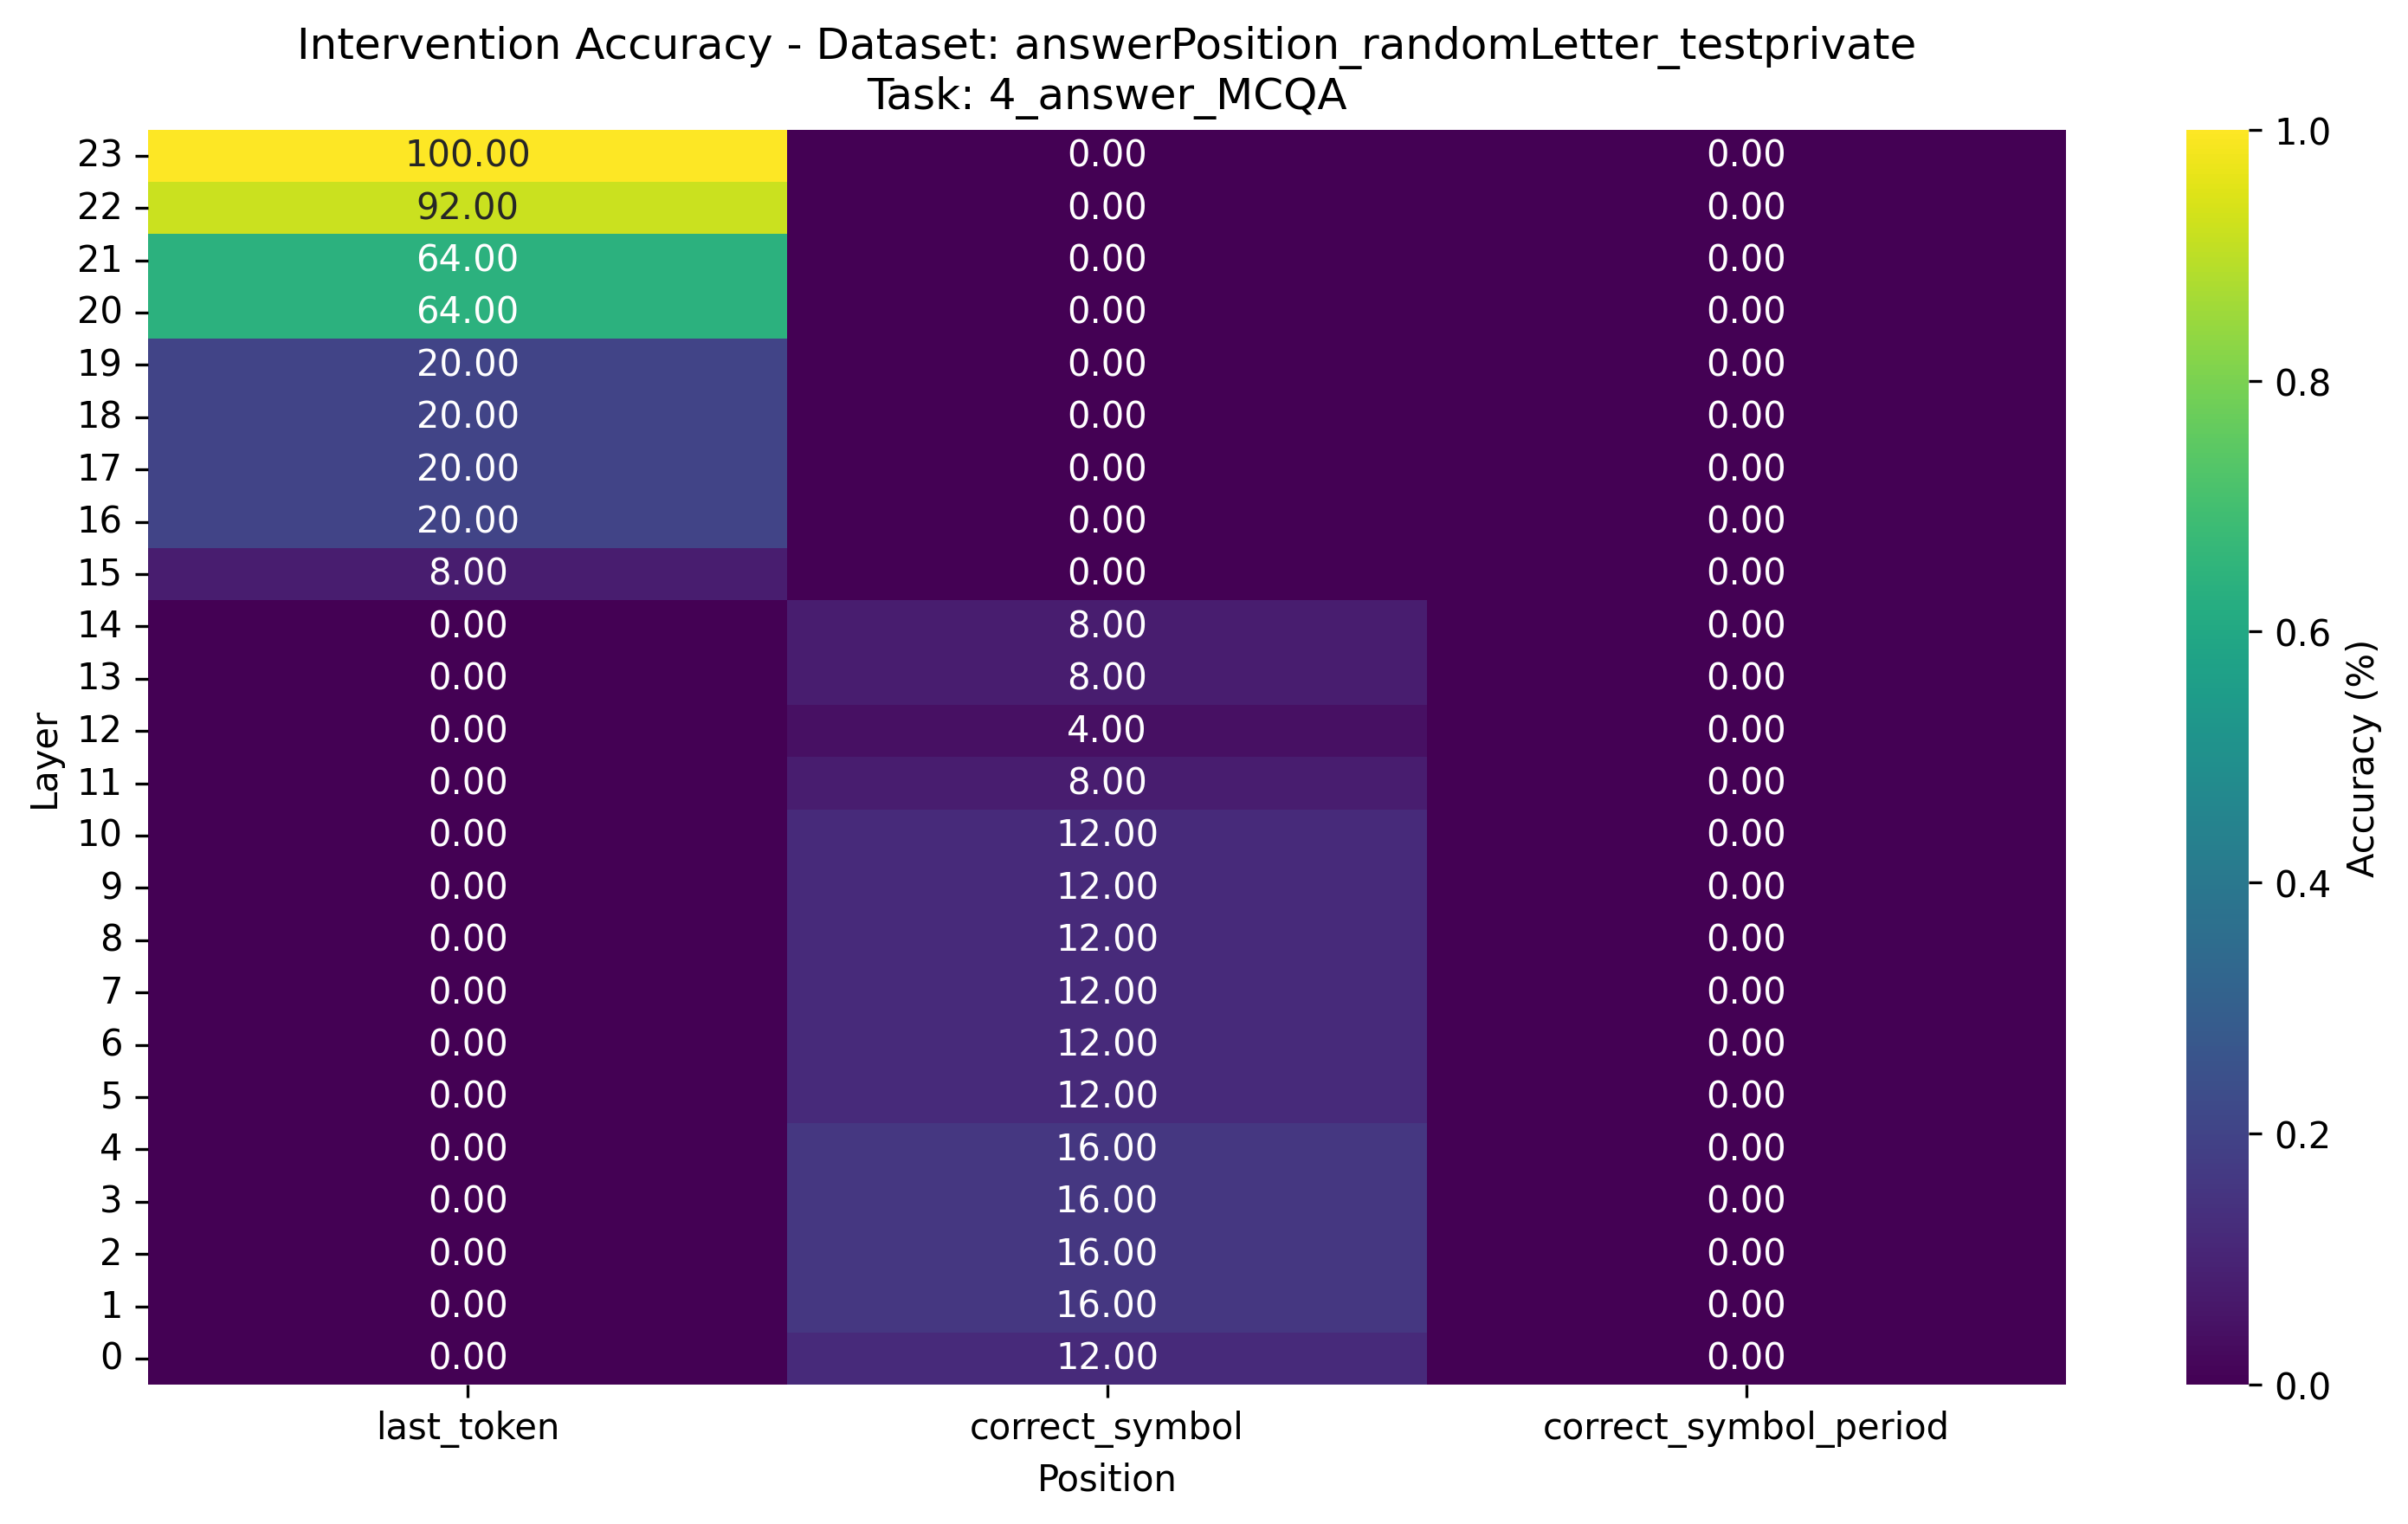 Intervention Accuracy - Dataset: answerPosition_randomLetter_testprivate
Task: 4_answer_MCQA
23 100.00 0.00 0.00
22 92.00 0.00 0.00
21 64.00 0.00 0.00
20 64.00 0.00 0.00
19 20.00 0.00 0.00
18 20.00 0.00 0.00
17 20.00 0.00 0.00
16 20.00 0.00 0.00
15 8.00 0.00 0.00
14 0.00 8.00 0.00
13 0.00 8.00 0.00
12 0.00 4.00 0.00
11 0.00 8.00 0.00
10 0.00 12.00 0.00
9 0.00 12.00 0.00
8 0.00 12.00 0.00
7 0.00 12.00 0.00
6 0.00 12.00 0.00
5 0.00 12.00 0.00
4 0.00 16.00 0.00
3 0.00 16.00 0.00
2 0.00 16.00 0.00
1 0.00 16.00 0.00
0 0.00 12.00 0.00
last_token correct_symbol correct_symbol_period
Position
Layer
1.0
0.8
0.6
0.4
0.2
0.0
Accuracy (%)